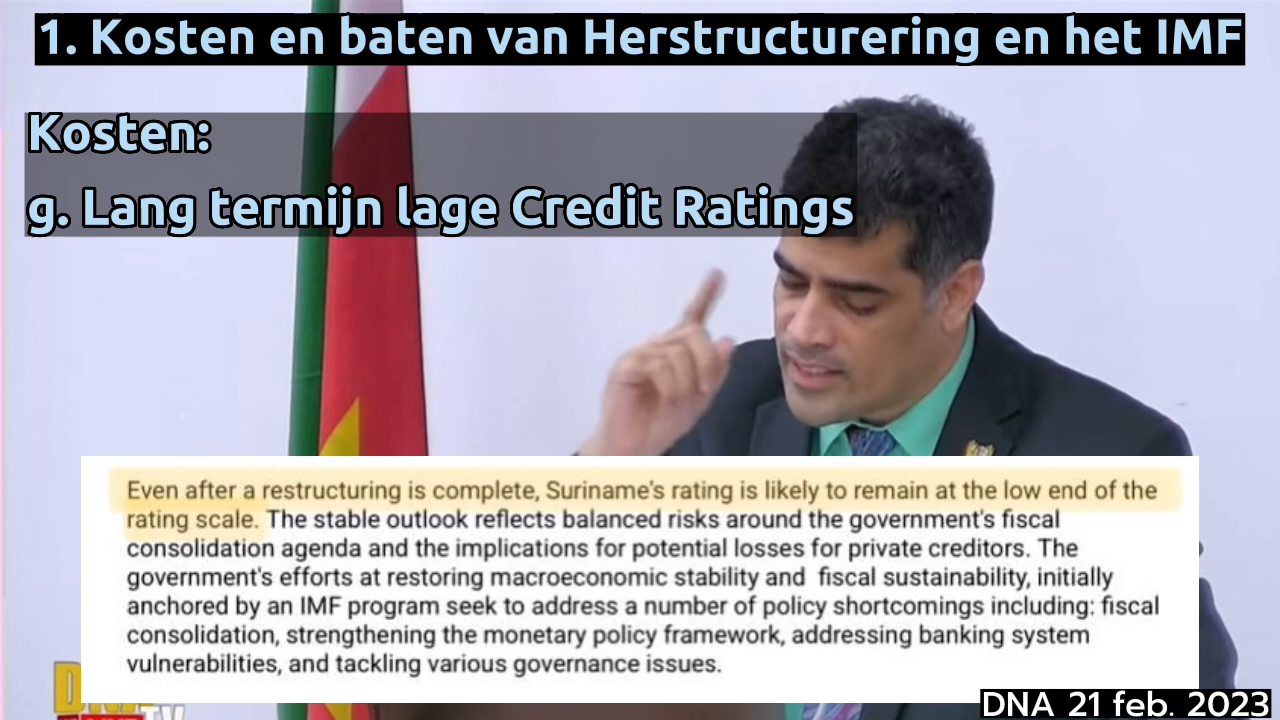 1. Kosten en baten van Herstructurering en het IMF
Kosten:
g. Lang termijn lage Credit Ratings
Even after a restructuring is complete, Suriname's rating is likely to remain at the low end of the
rating scale. The stable outlook reflects balanced risks around the government's fiscal
consolidation agenda and the implications for potential losses for private creditors. The
government's efforts at restoring macroeconomic stability and fiscal sustainability, initially
anchored by an IMF program seek to address a number of policy shortcomings including: fiscal
consolidation, strengthening the monetary policy framework, addressing banking system
vulnerabilities, and tackling various governance issues.
TV
DNA 21 feb. 2023